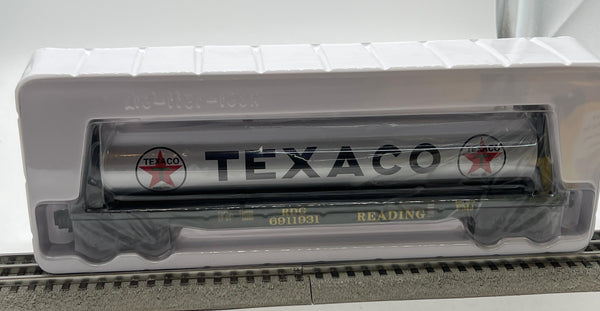 TEXACO
T
TEXACO
TEXACO
T
RDG
6911931
READING